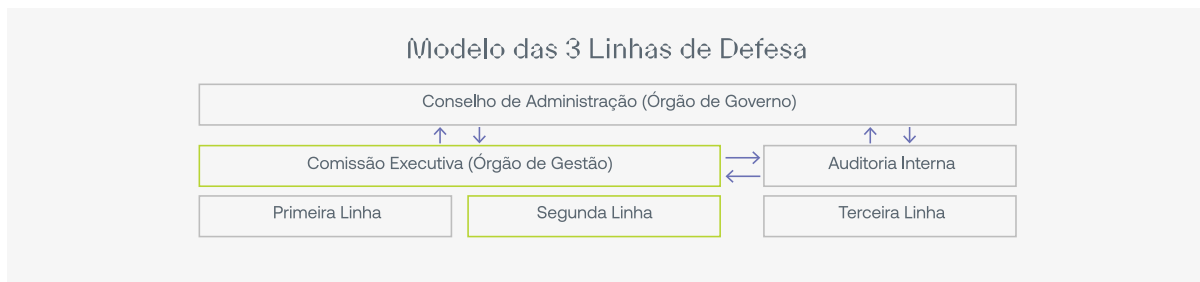 Modelo das 3 Linhas de Defesa
Conselho de Administração (Órgão de Governo)
Comissão Executiva (Órgão de Gestão)
Auditoria Interna
Primeira Linha
Segunda Linha
Terceira Linha